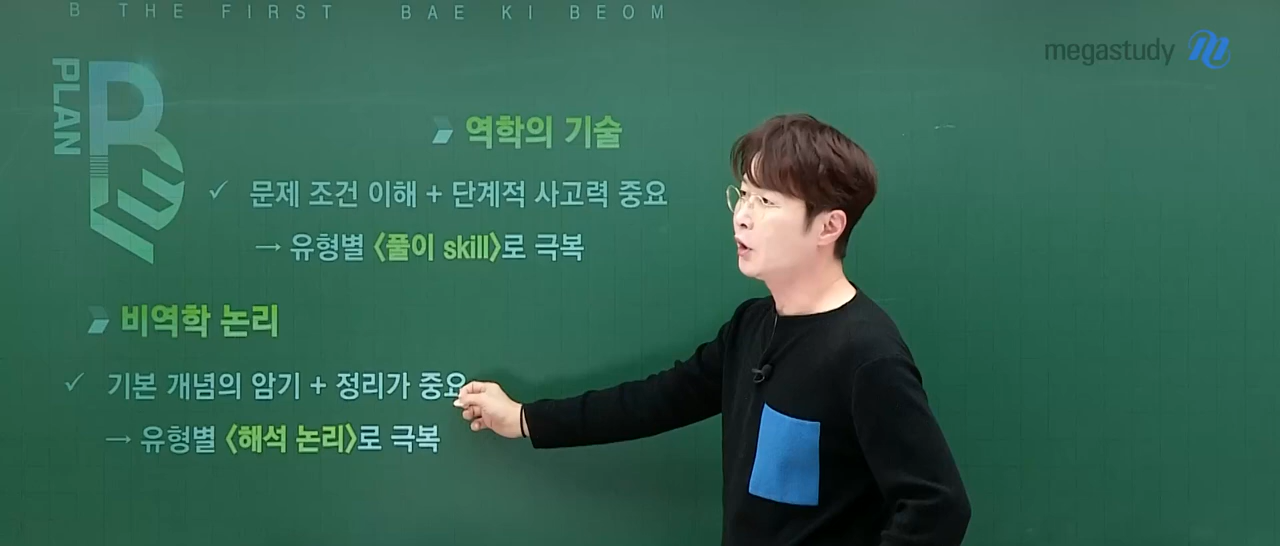 B THE FIRST BAE KI BEOM
megastudy
PLAN
B
역학의 기술
✓ 문제 조건 이해 + 단계적 사고력 중요
→ 유형별 〈풀이 skill〉로 극복
비역학 논리
✓ 기본 개념의 암기 + 정리가 중요
→ 유형별 〈해석 논리〉로 극복